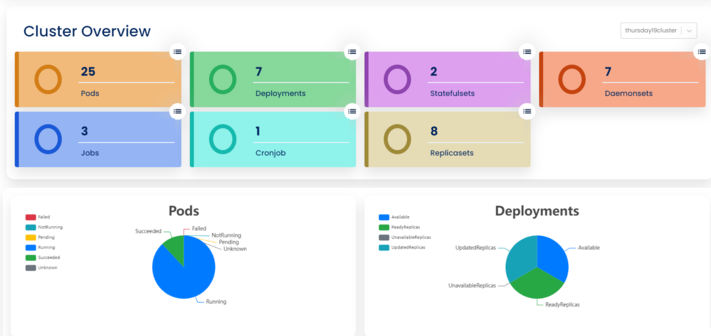 Cluster Overview
thursday19cluster
25
Pods
7
Deployments
2
Statefulsets
7
Daemonsets
3
Jobs
1
Cronjob
8
Replicasets
Pods
Failed
NotRunning
Pending
Running
Succeeded
Unknown
Succeeded
Failed
NotRunning
Pending
Unknown
Running
Deployments
Available
ReadyReplicas
UnavailableReplicas
UpdatedReplicas
UpdatedReplicas
Available
UnavailableReplicas
ReadyReplicas